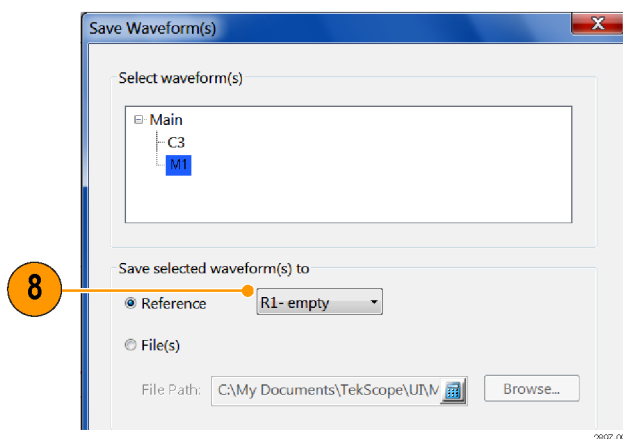 Save Waveform(s)
Select waveform(s)
Main
C3
M1
Save selected waveform(s) to
8
Reference
R1- empty
File(s)
File Path:
C:\My Documents\TekScope\UI\
Browse...